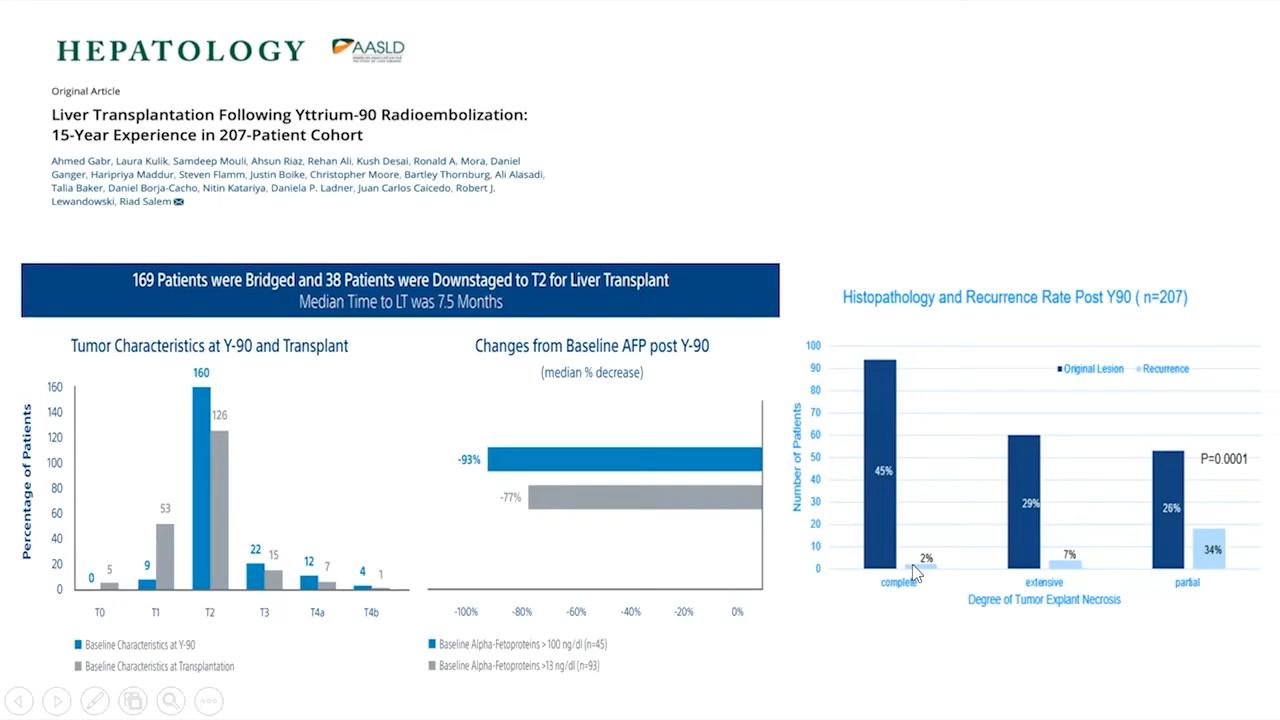 HEPATOLOGY
AASLD
Original Article
Liver Transplantation Following Yttrium-90 Radioembolization:
15-Year Experience in 207-Patient Cohort
Ahmed Gabr, Laura Kulik, Samdeep Mouli, Ahsun Riaz, Rehan Ali, Kush Desai, Ronald A. Mora, Daniel
Ganger, Haripriya Maddur, Steven Flamm, Justin Boike, Christopher Moore, Bartley Thornburg, Ali Alasadi,
Talia Baker, Daniel Borja-Cacho, Nitin Katariya, Daniela P. Ladner, Juan Carlos Caicedo, Robert J.
Lewandowski, Riad Salem
169 Patients were Bridged and 38 Patients were Downstaged to T2 for Liver Transplant
Median Time to LT was 7.5 Months
Tumor Characteristics at Y-90 and Transplant
Percentage of Patients
160
140
120
100
80
60
40
20
0
0
5
9
53
160
126
22
15
12
7
4
1
T0
T1
T2
T3
T4a
T4b
Baseline Characteristics at Y-90
Baseline Characteristics at Transplantation
Changes from Baseline AFP post Y-90
(median % decrease)
-93%
-77%
-100%
-80%
-60%
-40%
-20%
0%
Baseline Alpha-Fetoproteins > 100 ng/dl (n=45)
Baseline Alpha-Fetoproteins >13 ng/dl (n=93)
Histopathology and Recurrence Rate Post Y90 ( n=207)
Number of Patients
100
90
80
70
60
50
40
30
20
10
0
Original Lesion
Recurrence
45%
2%
29%
7%
26%
34%
P=0.0001
complete
extensive
partial
Degree of Tumor Explant Necrosis